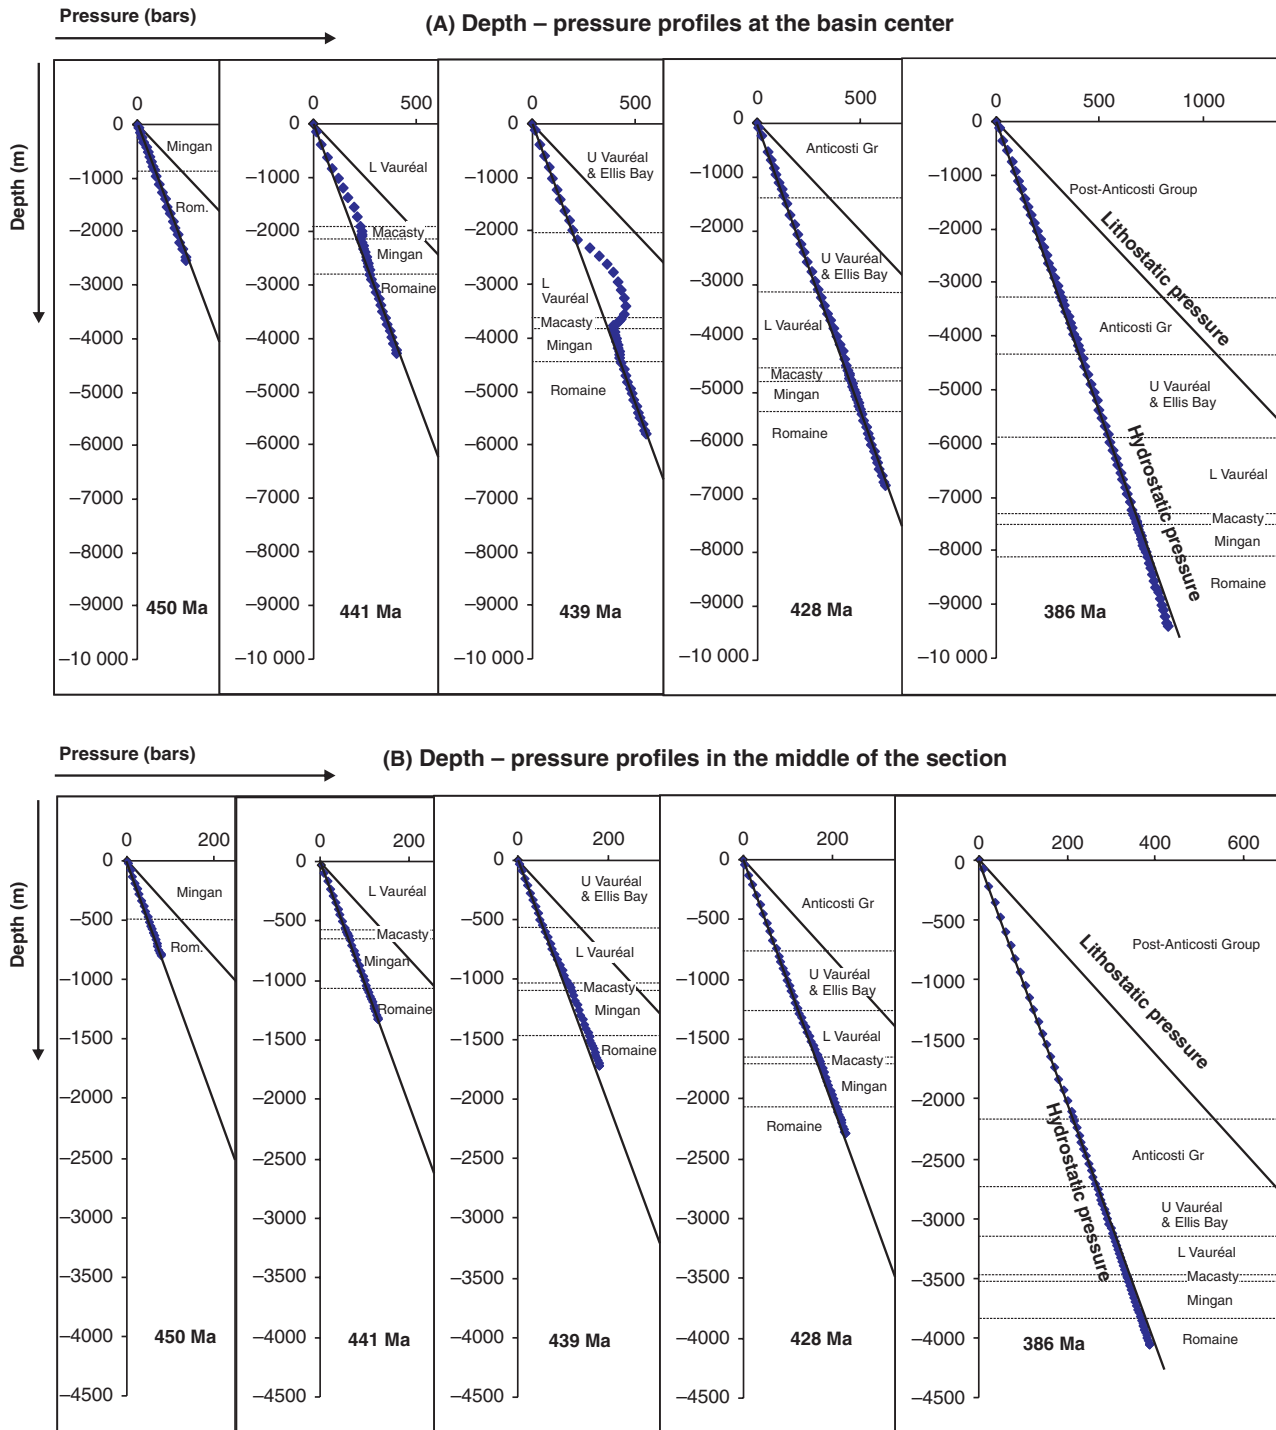 Pressure (bars)
(A) Depth – pressure profiles at the basin center
Depth (m)
0
0
–1000
–2000
–3000
–4000
–5000
–6000
–7000
–8000
–9000
–10 000
Mingan
Rom.
450 Ma
0 500
0
–1000
–2000
–3000
–4000
–5000
–6000
–7000
–8000
–9000
–10 000
L Vauréal
Macasty
Mingan
Romaine
441 Ma
0 500
0
–1000
–2000
–3000
–4000
–5000
–6000
–7000
–8000
–9000
–10 000
U Vauréal
& Ellis Bay
L
Vauréal
Macasty
Mingan
Romaine
439 Ma
0 500
0
–1000
–2000
–3000
–4000
–5000
–6000
–7000
–8000
–9000
–10 000
Anticosti Gr
U Vauréal
& Ellis Bay
L Vauréal
Macasty
Mingan
Romaine
428 Ma
0 500 1000
0
–1000
–2000
–3000
–4000
–5000
–6000
–7000
–8000
–9000
–10 000
Post-Anticosti Group
Lithostatic pressure
Anticosti Gr
U Vauréal
& Ellis Bay
Hydrostatic pressure
L Vauréal
Macasty
Mingan
Romaine
386 Ma
Pressure (bars)
(B) Depth – pressure profiles in the middle of the section
Depth (m)
0 200
0
–500
–1000
–1500
–2000
–2500
–3000
–3500
–4000
–4500
Mingan
Rom.
450 Ma
0 200
0
–500
–1000
–1500
–2000
–2500
–3000
–3500
–4000
–4500
L Vauréal
Macasty
Mingan
Romaine
441 Ma
0 200
0
–500
–1000
–1500
–2000
–2500
–3000
–3500
–4000
–4500
U Vauréal
& Ellis Bay
L Vauréal
Macasty
Mingan
Romaine
439 Ma
0 200
0
–500
–1000
–1500
–2000
–2500
–3000
–3500
–4000
–4500
Anticosti Gr
U Vauréal
& Ellis Bay
L Vauréal
Macasty
Mingan
Romaine
428 Ma
0 200 400 600
0
–500
–1000
–1500
–2000
–2500
–3000
–3500
–4000
–4500
Post-Anticosti Group
Lithostatic pressure
Hydrostatic pressure
Anticosti Gr
U Vauréal
& Ellis Bay
L Vauréal
Macasty
Mingan
Romaine
386 Ma